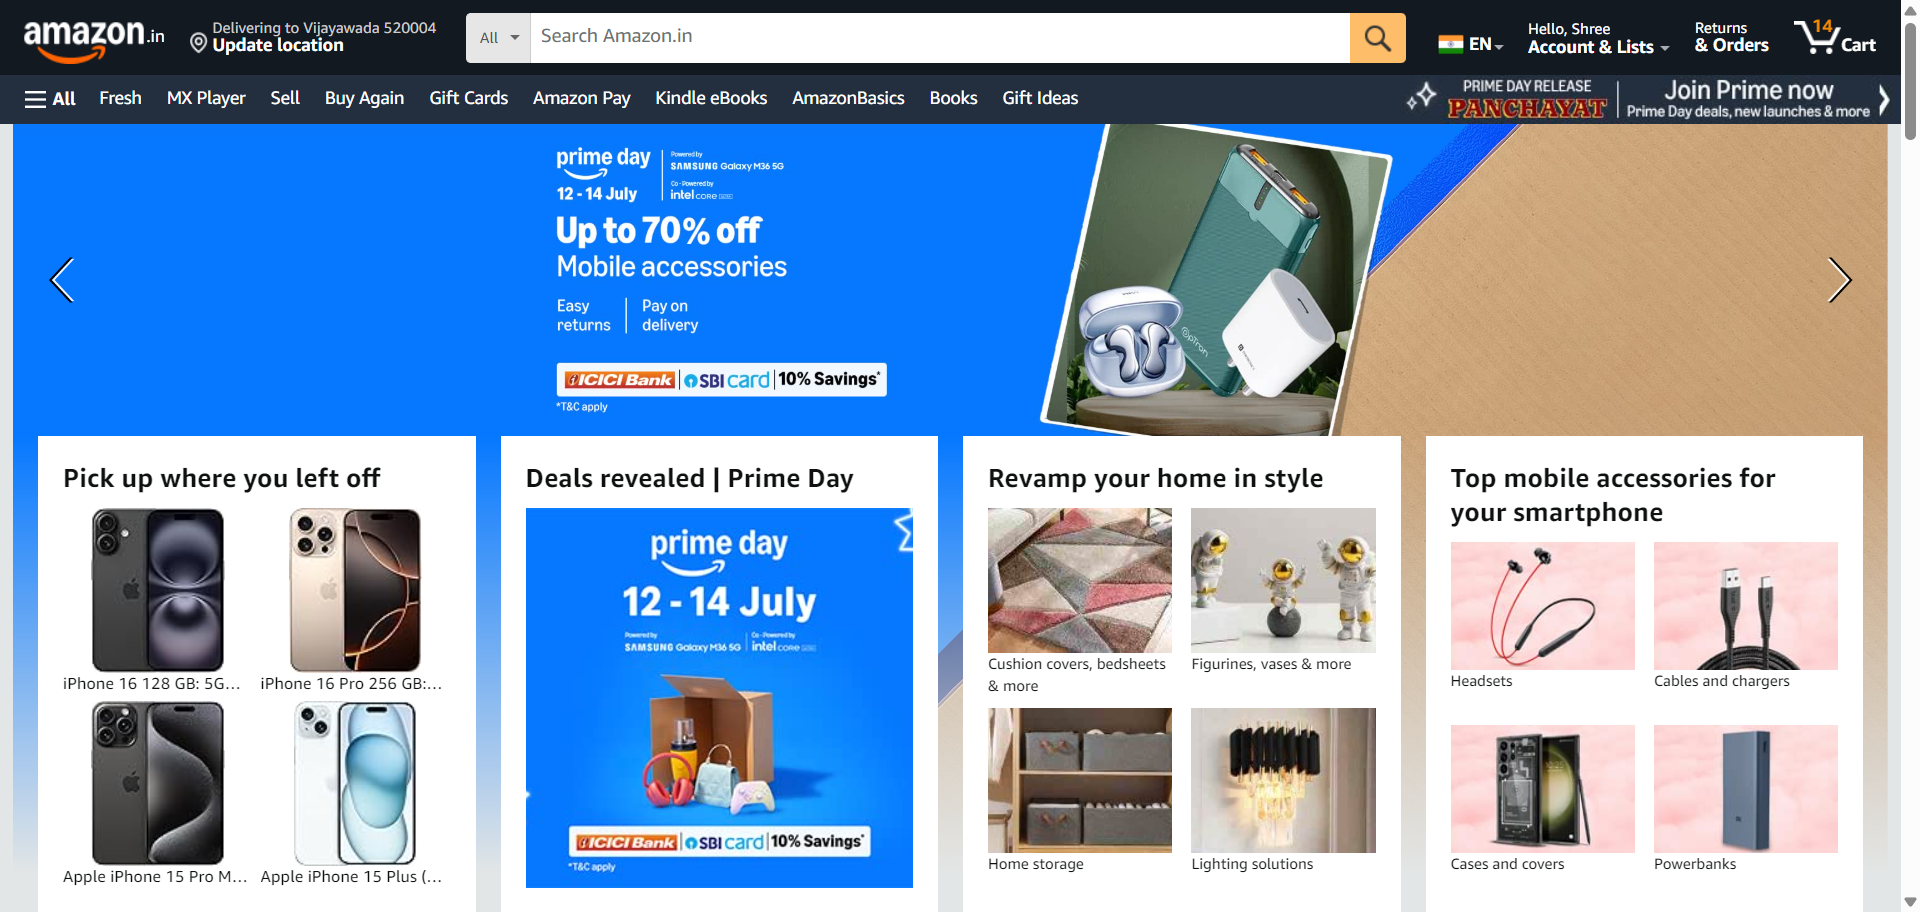 amazon.in
Delivering to Vijayawada 520004
Update location
All
Search Amazon.in
EN
Hello, Shree
Account & Lists
Returns
& Orders
14
Cart
All
Fresh
MX Player
Sell
Buy Again
Gift Cards
Amazon Pay
Kindle eBooks
AmazonBasics
Books
Gift Ideas
PRIME DAY RELEASE
PANCHAYAT
Join Prime now
Prime Day deals, new launches & more
prime day
12 - 14 July
Powered by
SAMSUNG Galaxy M36 5G
Co - Powered by
intel CORE
Up to 70% off
Mobile accessories
Easy
returns
Pay on
delivery
ICICI Bank SBI card 10% Savings*
*T&C apply
pTron
Pick up where you left off
iPhone 16 128 GB: 5G...
iPhone 16 Pro 256 GB:...
Apple iPhone 15 Pro M...
Apple iPhone 15 Plus (...
Deals revealed | Prime Day
prime day
12 - 14 July
Powered by
SAMSUNG Galaxy M36 5G
Co - Powered by
intel CORE
ICICI Bank SBI card 10% Savings*
*T&C apply
Revamp your home in style
Cushion covers, bedsheets
& more
Figurines, vases & more
Home storage
Lighting solutions
Top mobile accessories for
your smartphone
Headsets
Cables and chargers
Cases and covers
Powerbanks